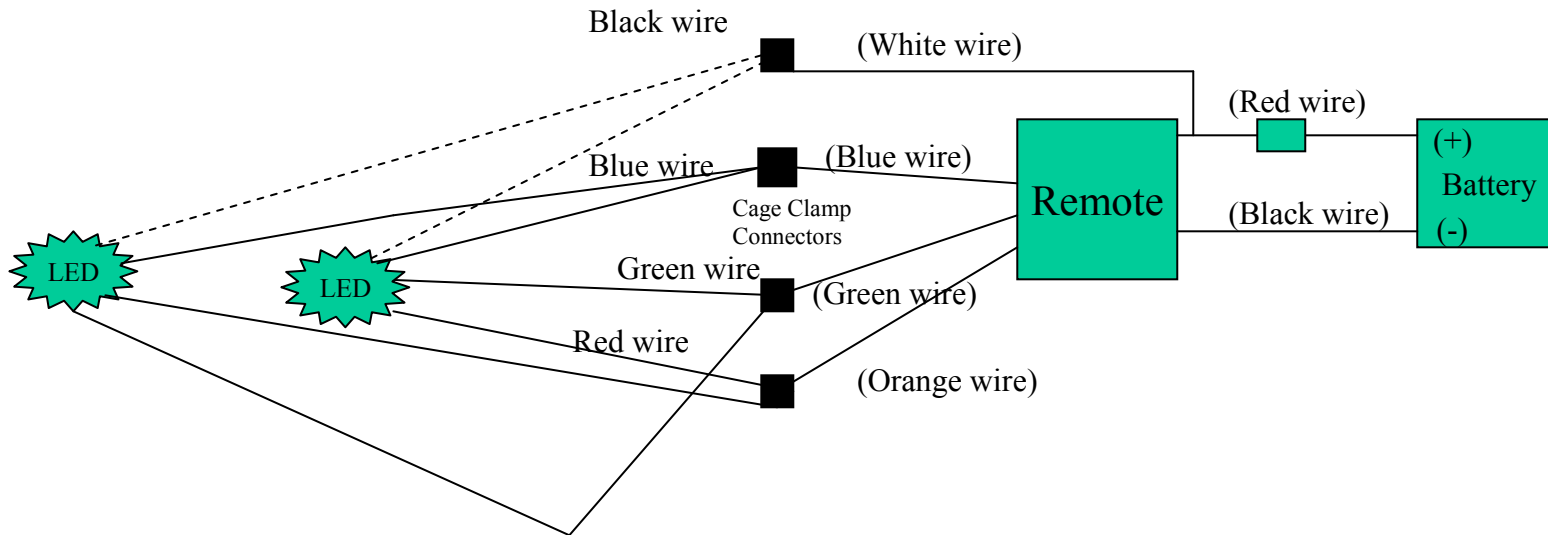 Black wire
(White wire)
(Red wire)
(+)
Battery
(-)
Blue wire
(Blue wire)
Remote
(Black wire)
Cage Clamp
Connectors
LED
LED
Green wire
(Green wire)
Red wire
(Orange wire)